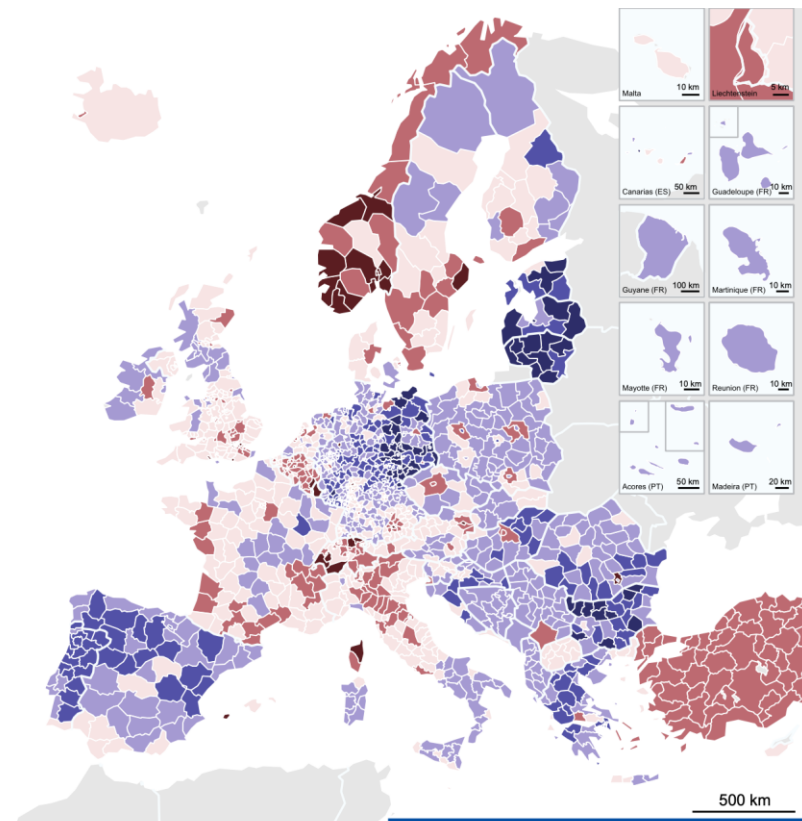 Malta
10 km
Liechtenstein
5 km
Canarias (ES)
50 km
Guadeloupe (FR)
10 km
Guyane (FR)
100 km
Martinique (FR)
10 km
Mayotte (FR)
10 km
Reunion (FR)
10 km
Acores (PT)
50 km
Madeira (PT)
20 km
500 km